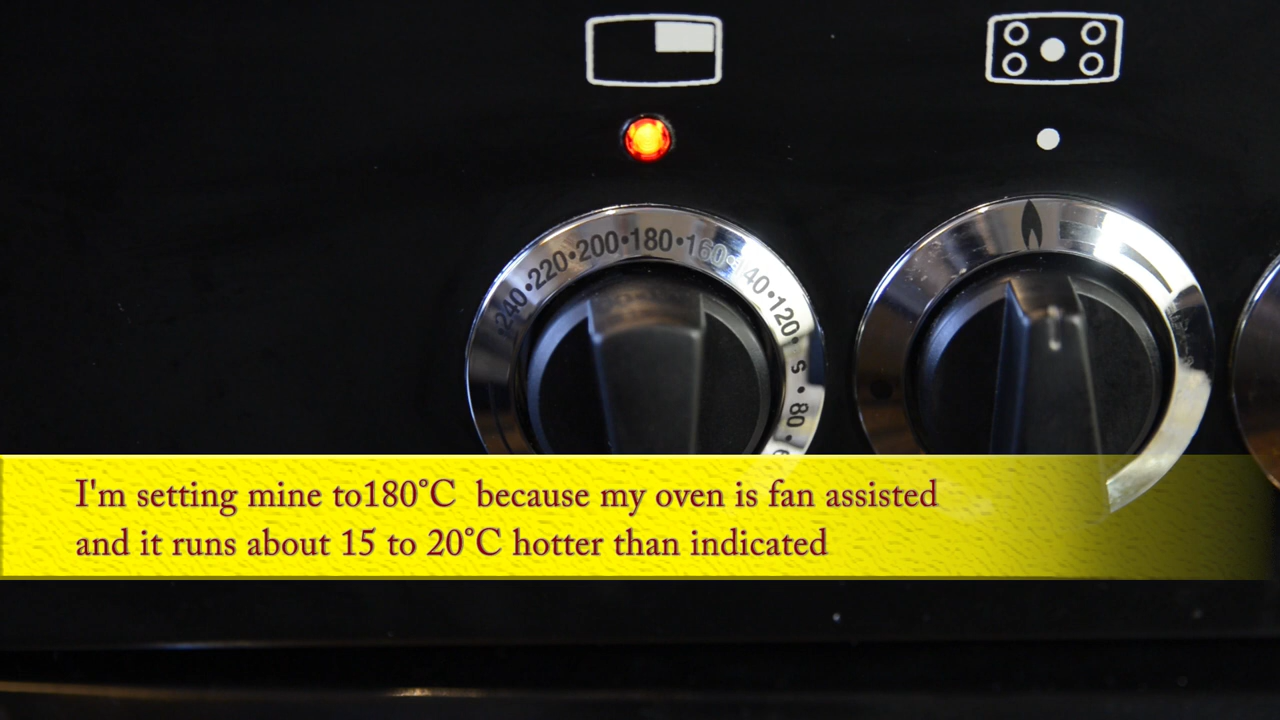 240•220•200•180•160•140•120• S • 80 •
I'm setting mine to180°C  because my oven is fan assisted
and it runs about 15 to 20°C hotter than indicated